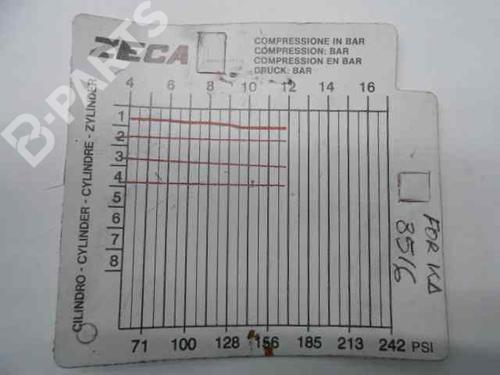 ZECA
COMPRESSIONE IN BAR
COMPRESSION: BAR
COMPRESSION EN BAR
DRUCK: BAR
4 6 8 10 12 14 16
CILINDRO - CYLINDER - CYLINDRE - ZYLINDER
1
2
3
4
5
6
7
8
FOR KA
8516
71 100 128 156 185 213 242 PSI
B-PARTS